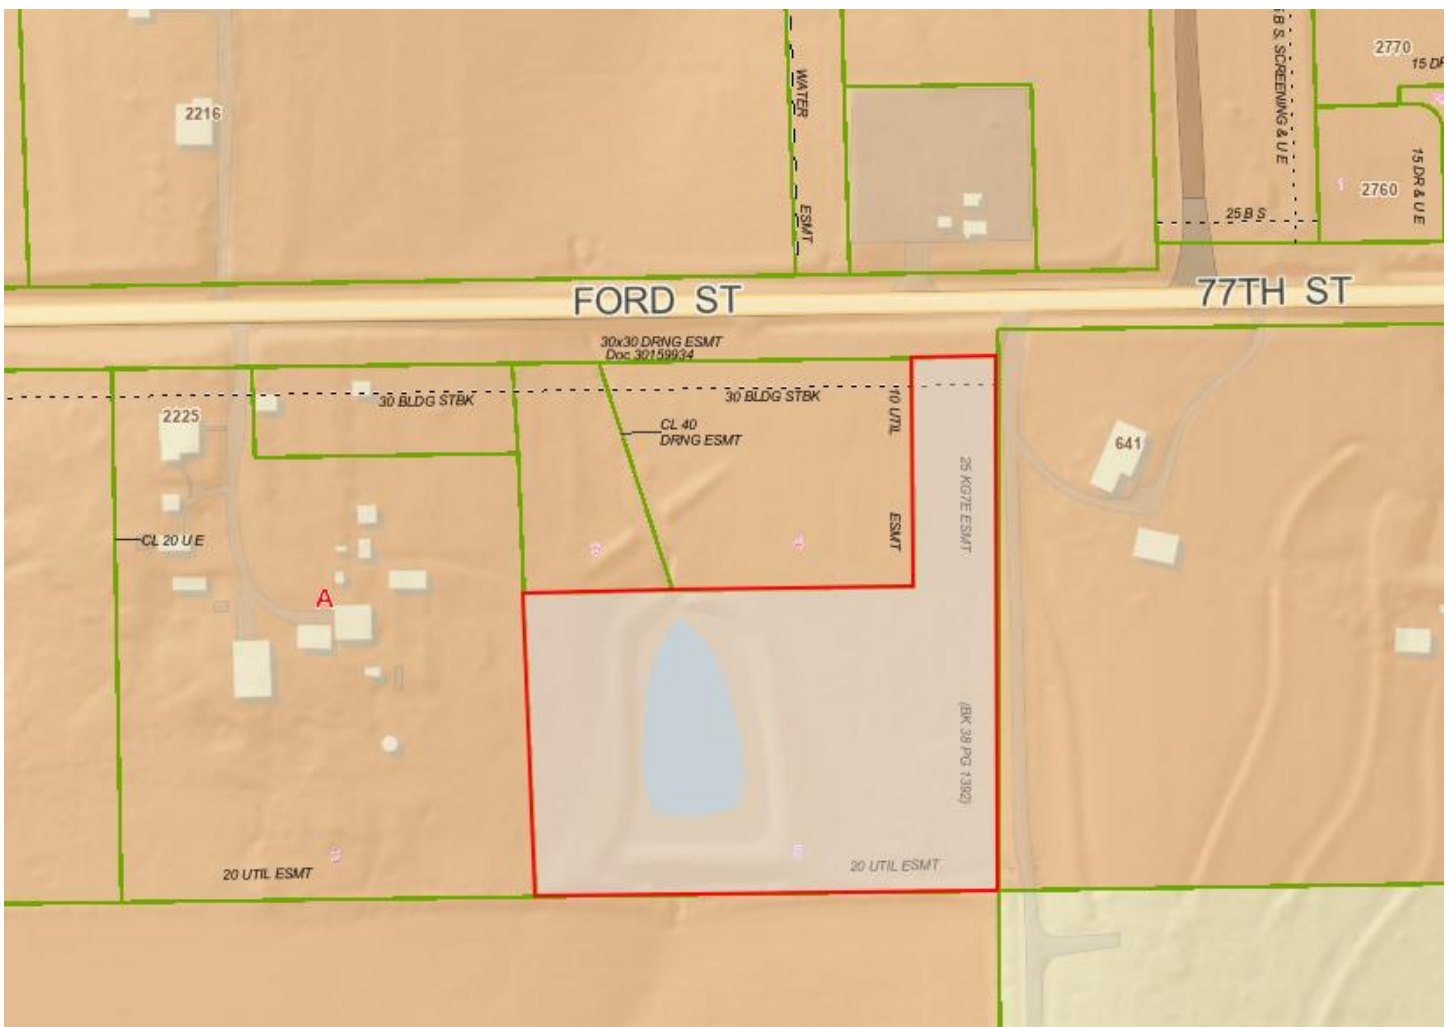 2770
15 DR
5 B S, SCREENING & U E
WATER
ESMT
2216
15 DR & U E
2760
25 B S
FORD ST
77TH ST
30x30 DRNG ESMT
Doc 30159934
30 BLDG STBK
30 BLDG STBK
10 UTIL
ESMT
2225
CL 40
DRNG ESMT
641
25 KG?E ESMT
CL 20 U E
A
(BK 38 PG 1392)
20 UTIL ESMT
20 UTIL ESMT